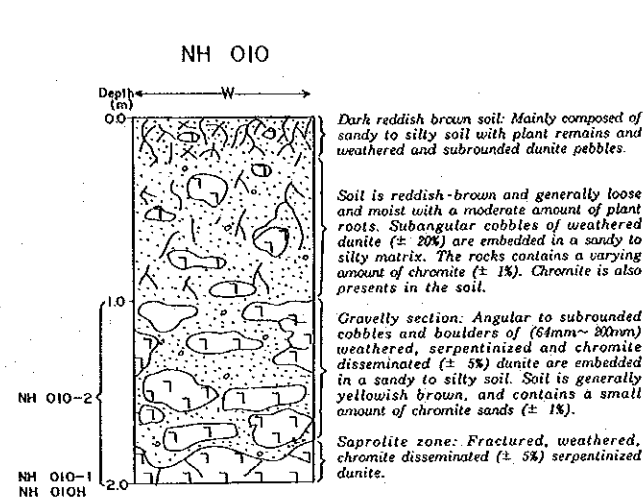 NH 010
Depth
(m)
W
0.0
Dark reddish brown soil: Mainly composed of
sandy to silty soil with plant remains and
weathered and subrounded dunite pebbles.
Soil is reddish-brown and generally loose
and moist with a moderate amount of plant
roots. Subangular cobbles of weathered
dunite (± 20%) are embedded in a sandy to
silty matrix. The rocks contains a varying
amount of chromite (± 1%). Chromite is also
presents in the soil.
1.0
Gravelly section: Angular to subrounded
cobbles and boulders of (64mm~ 200mm)
weathered, serpentinized and chromite
disseminated (± 5%) dunite are embedded
in a sandy to silty soil. Soil is generally
yellowish brown, and contains a small
amount of chromite sands (± 1%).
NH 010-2
Saprolite zone: Fractured, weathered,
chromite disseminated (± 5%) serpentinized
dunite.
NH 010-1
NH 010H
2.0